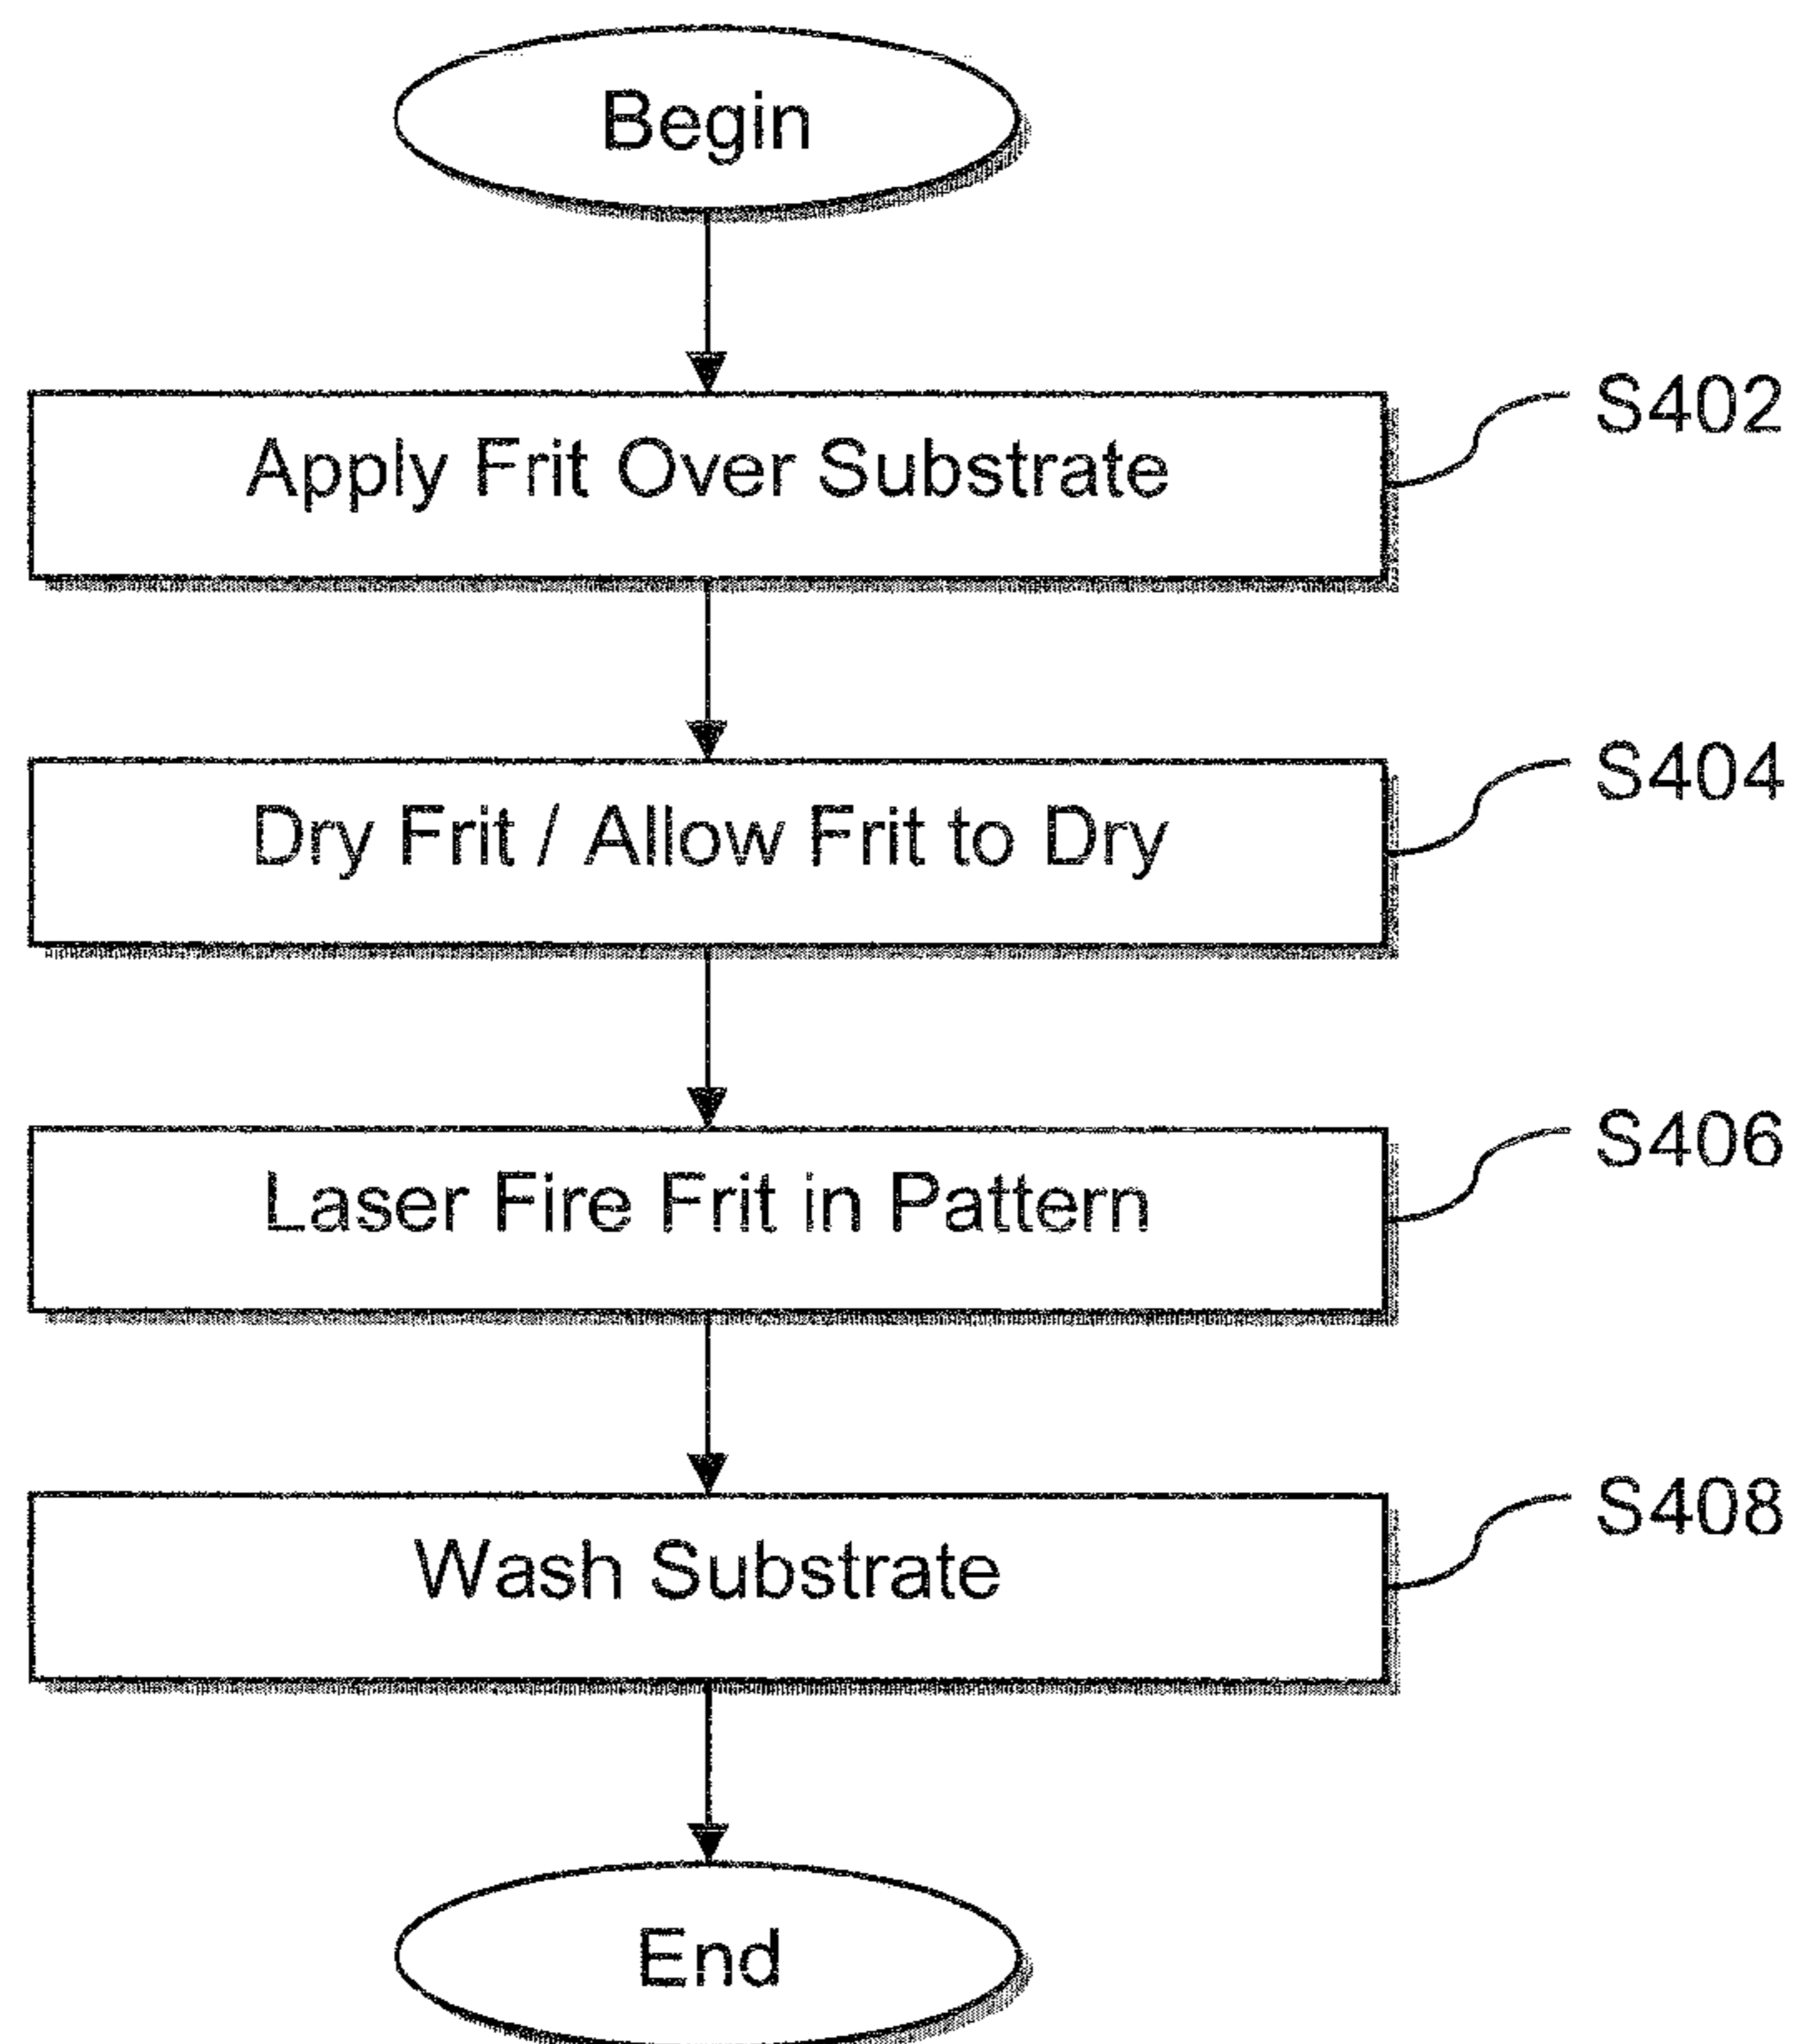 Begin
Apply Frit Over Substrate
S402
Dry Frit / Allow Frit to Dry
S404
Laser Fire Frit in Pattern
S406
Wash Substrate
S408
End